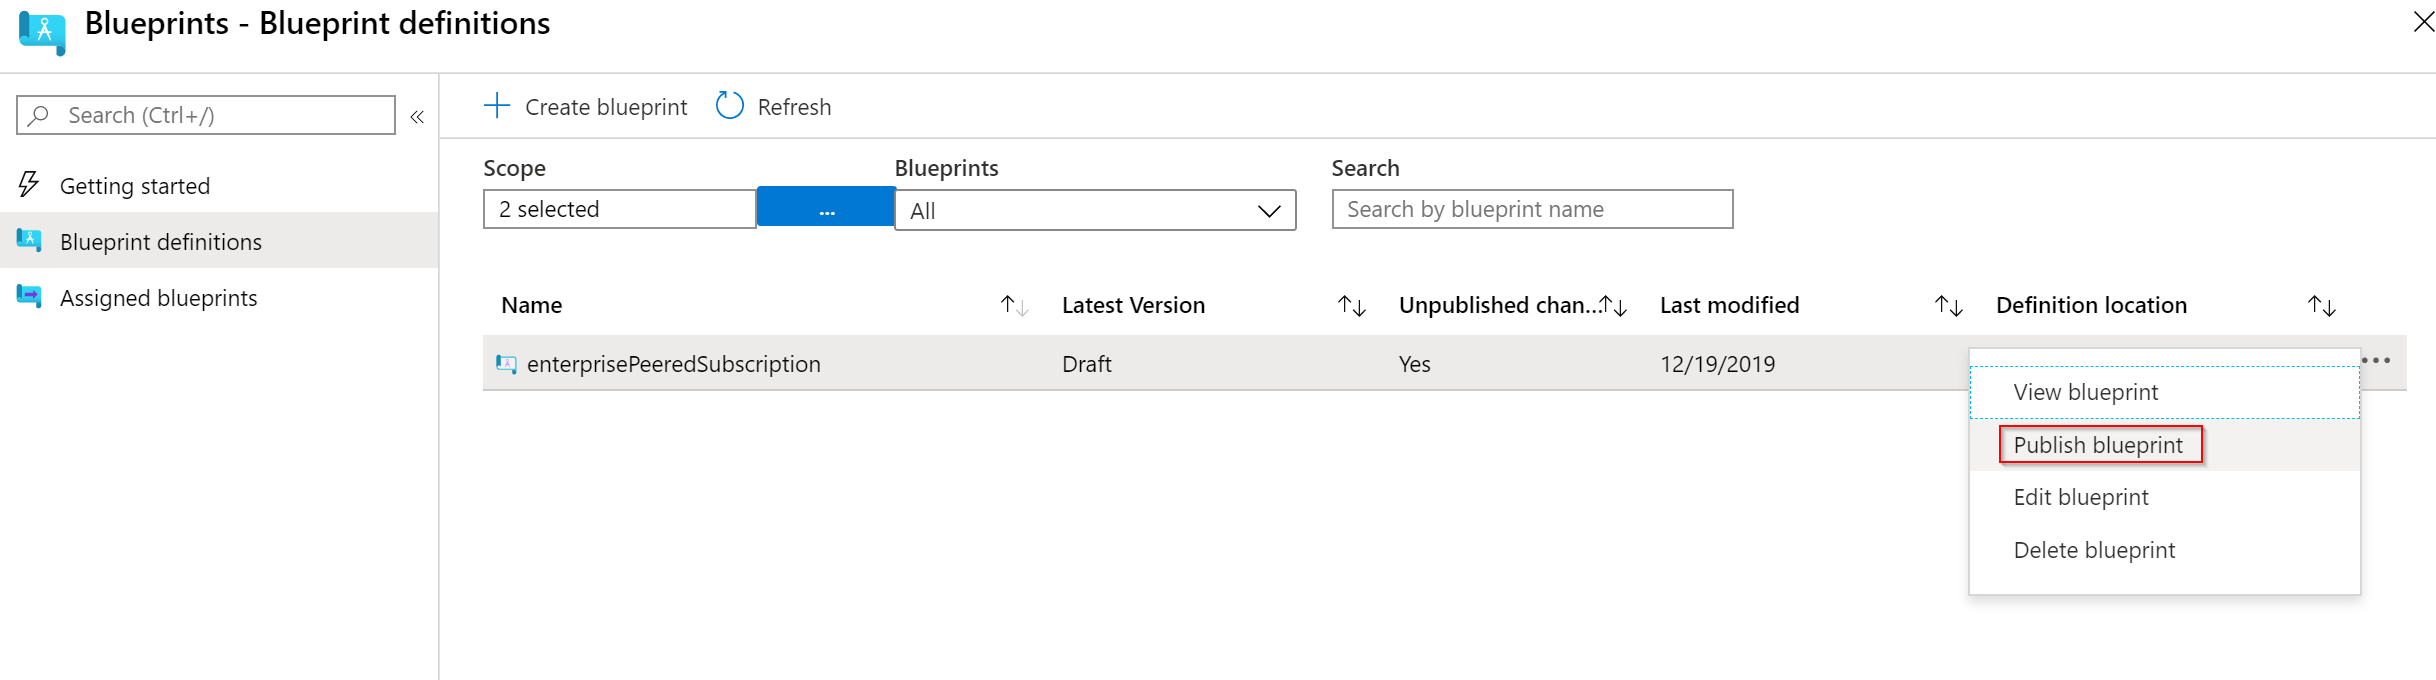 Blueprints - Blueprint definitions
Search (Ctrl+/)
Getting started
Blueprint definitions
Assigned blueprints
Create blueprint Refresh
Scope Blueprints Search
2 selected ... All Search by blueprint name
Name Latest Version Unpublished chan... Last modified Definition location
enterprisePeeredSubscription Draft Yes 12/19/2019
View blueprint
Publish blueprint
Edit blueprint
Delete blueprint